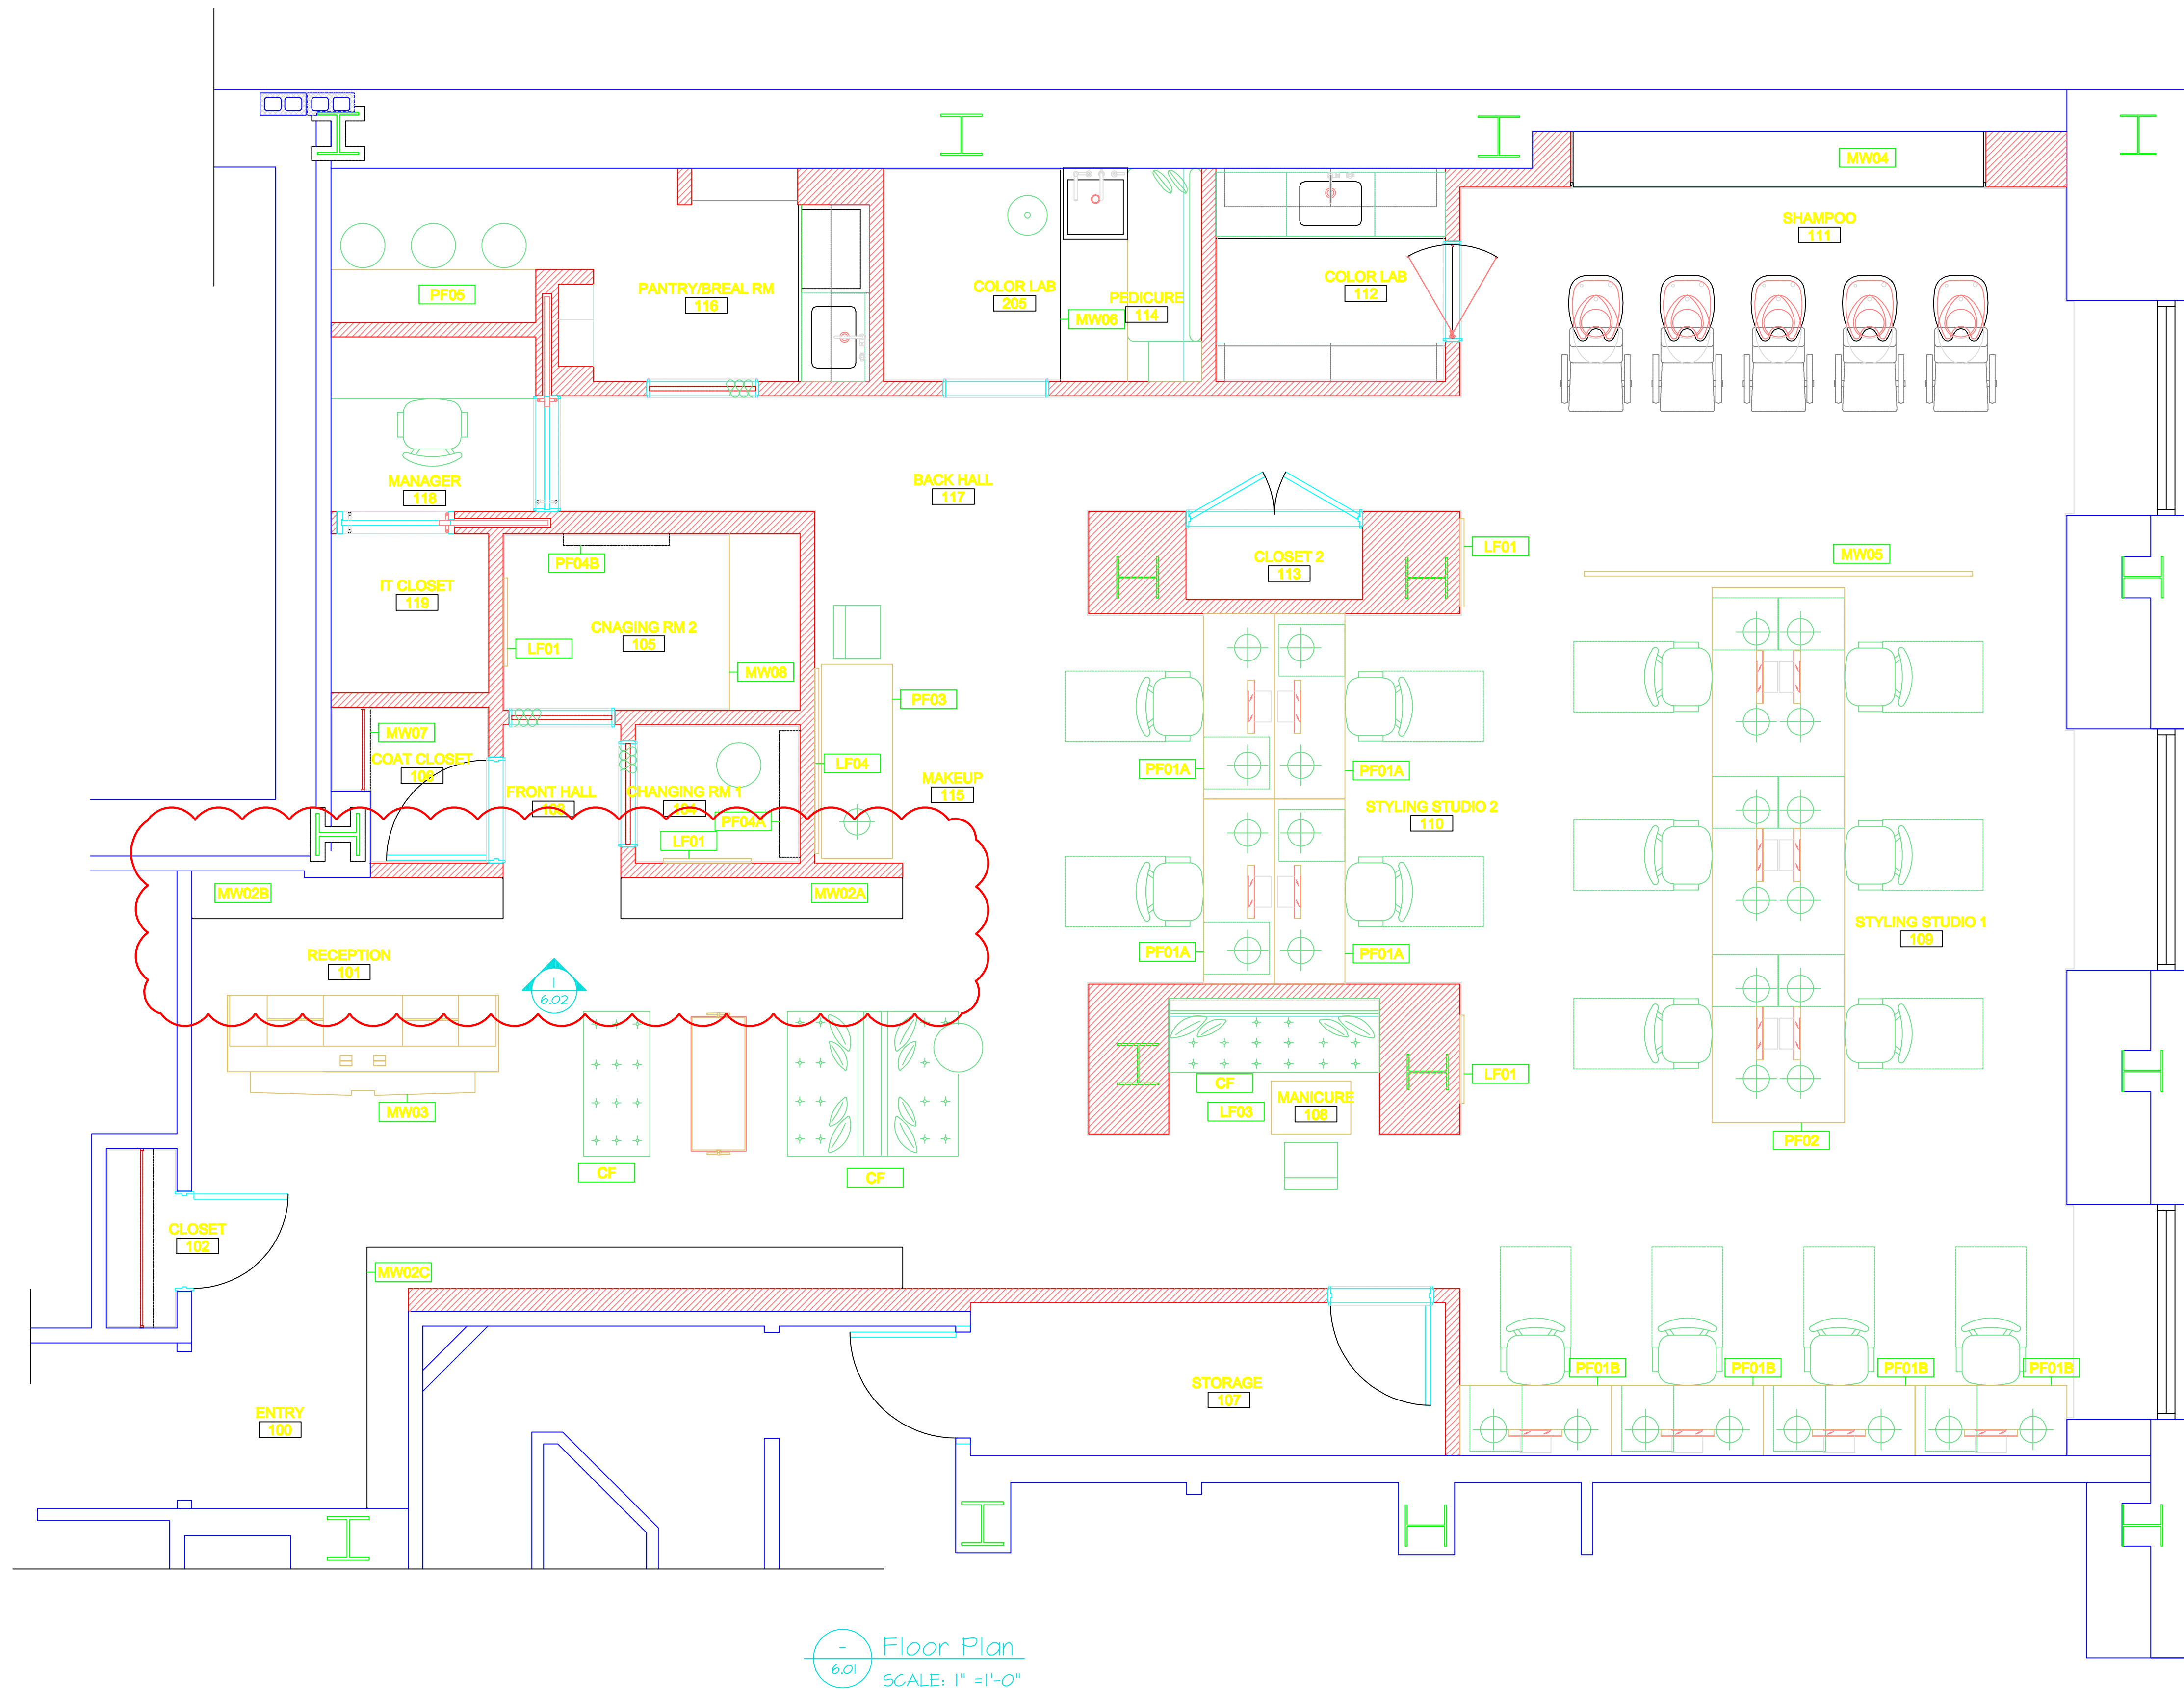 MW04
SHAMPOO
111
PANTRY/BREAL RM
116
COLOR LAB
205
PEDICURE
114
COLOR LAB
112
PF05
MW06
MANAGER
118
BACK HALL
117
PF04B
CLOSET 2
113
LF01
MW05
IT CLOSET
119
CNAGING RM 2
105
LF01
MW08
PF03
MW07
COAT CLOSET
106
LF04
MAKEUP
115
PF01A
PF01A
FRONT HALL
103
CHANGING RM 1
104
PF04A
LF01
STYLING STUDIO 2
110
MW02B
MW02A
STYLING STUDIO 1
109
RECEPTION
101
PF01A
PF01A
1
6.02
MW03
CF
LF03
MANICURE
108
LF01
PF02
CF
CF
CLOSET
102
MW02C
PF01B
PF01B
PF01B
PF01B
STORAGE
107
ENTRY
100
-
6.01
Floor Plan
SCALE: 1" =1'-0"